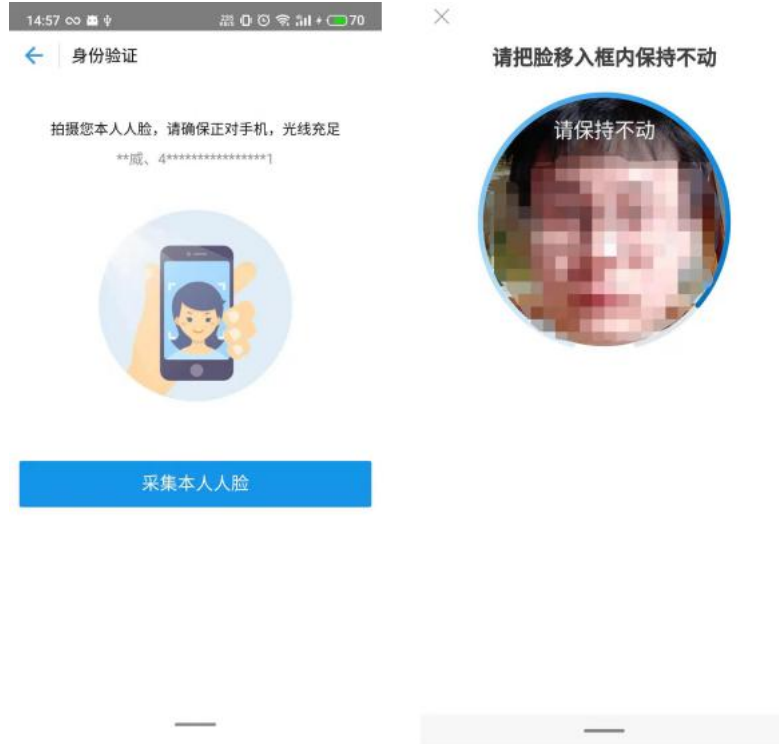 14:57
70
身份验证
拍摄您本人人脸，请确保正对手机，光线充足
**威、4****************1
采集本人人脸
请把脸移入框内保持不动
请保持不动